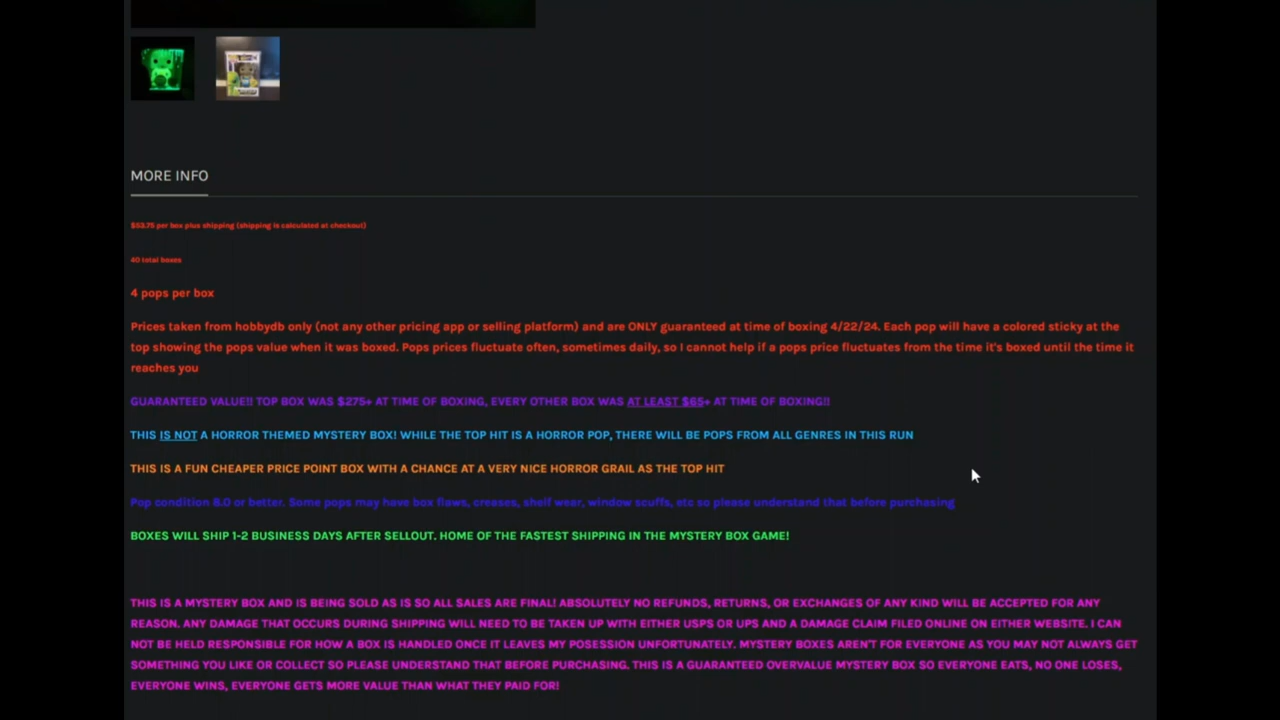 MORE INFO
$53.75 per box plus shipping (shipping is calculated at checkout)
40 total boxes
4 pops per box
Prices taken from hobbydb only (not any other pricing app or selling platform) and are ONLY guaranteed at time of boxing 4/22/24. Each pop will have a colored sticky at the
top showing the pops value when it was boxed. Pops prices fluctuate often, sometimes daily, so I cannot help if a pops price fluctuates from the time it's boxed until the time it
reaches you
GUARANTEED VALUE!! TOP BOX WAS $275+ AT TIME OF BOXING, EVERY OTHER BOX WAS AT LEAST $65+ AT TIME OF BOXING!!
THIS IS NOT A HORROR THEMED MYSTERY BOX! WHILE THE TOP HIT IS A HORROR POP, THERE WILL BE POPS FROM ALL GENRES IN THIS RUN
THIS IS A FUN CHEAPER PRICE POINT BOX WITH A CHANCE AT A VERY NICE HORROR GRAIL AS THE TOP HIT
Pop condition 8.0 or better. Some pops may have box flaws, creases, shelf wear, window scuffs, etc so please understand that before purchasing
BOXES WILL SHIP 1-2 BUSINESS DAYS AFTER SELLOUT. HOME OF THE FASTEST SHIPPING IN THE MYSTERY BOX GAME!
THIS IS A MYSTERY BOX AND IS BEING SOLD AS IS SO ALL SALES ARE FINAL! ABSOLUTELY NO REFUNDS, RETURNS, OR EXCHANGES OF ANY KIND WILL BE ACCEPTED FOR ANY
REASON. ANY DAMAGE THAT OCCURS DURING SHIPPING WILL NEED TO BE TAKEN UP WITH EITHER USPS OR UPS AND A DAMAGE CLAIM FILED ONLINE ON EITHER WEBSITE. I CAN
NOT BE HELD RESPONSIBLE FOR HOW A BOX IS HANDLED ONCE IT LEAVES MY POSESSION UNFORTUNATELY. MYSTERY BOXES AREN'T FOR EVERYONE AS YOU MAY NOT ALWAYS GET
SOMETHING YOU LIKE OR COLLECT SO PLEASE UNDERSTAND THAT BEFORE PURCHASING. THIS IS A GUARANTEED OVERVALUE MYSTERY BOX SO EVERYONE EATS, NO ONE LOSES,
EVERYONE WINS, EVERYONE GETS MORE VALUE THAN WHAT THEY PAID FOR!